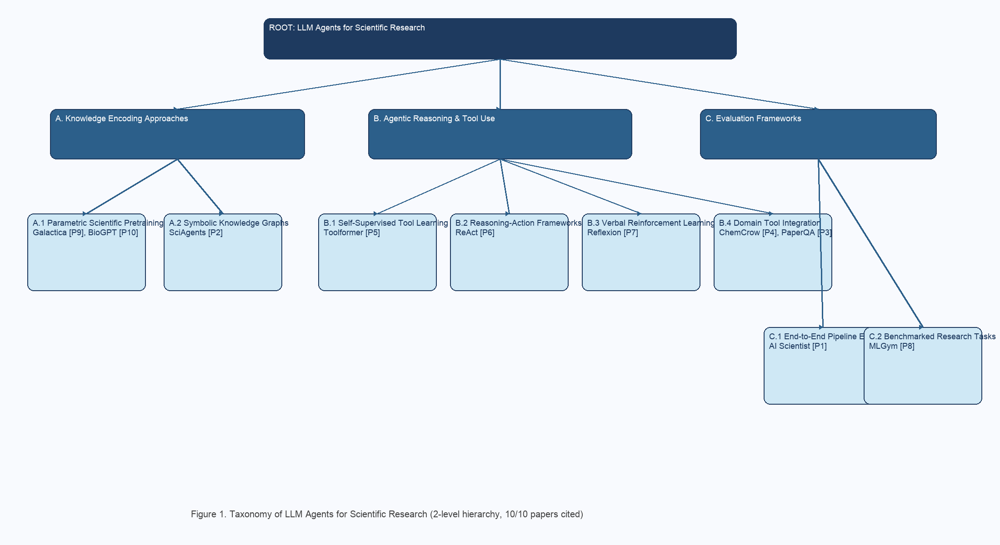 ROOT: LLM Agents for Scientific Research
A. Knowledge Encoding Approaches
B. Agentic Reasoning & Tool Use
C. Evaluation Frameworks
A.1 Parametric Scientific Pretraining
Galactica [P9], BioGPT [P10]
A.2 Symbolic Knowledge Graphs
SciAgents [P2]
B.1 Self-Supervised Tool Learning
Toolformer [P5]
B.2 Reasoning-Action Frameworks
ReAct [P6]
B.3 Verbal Reinforcement Learning
Reflexion [P7]
B.4 Domain Tool Integration
ChemCrow [P4], PaperQA [P3]
C.1 End-to-End Pipeline
AI Scientist [P1]
C.2 Benchmarked Research Tasks
MLGym [P8]
Figure 1. Taxonomy of LLM Agents for Scientific Research (2-level hierarchy, 10/10 papers cited)